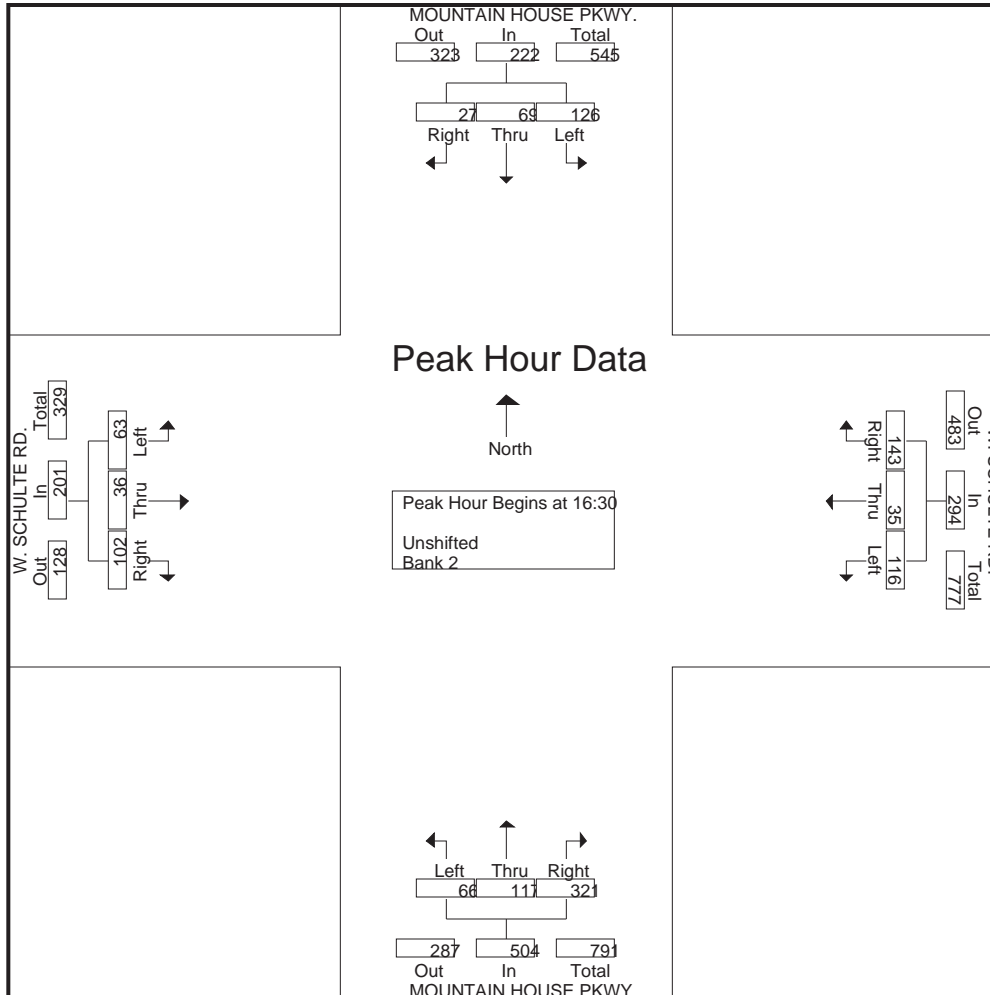 MOUNTAIN HOUSE PKWY.
Out In Total
323 222 545
27 69 126
Right Thru Left
Peak Hour Data
North
Peak Hour Begins at 16:30
Unshifted
Bank 2
W. SCHULTE RD.
Out In Total
128 201 329
Left Thru Right
63 36 102
Out In Total
483 294 777
Right Thru Left
143 35 116
Left Thru Right
66 117 321
287 504 791
Out In Total
MOUNTAIN HOUSE PKWY